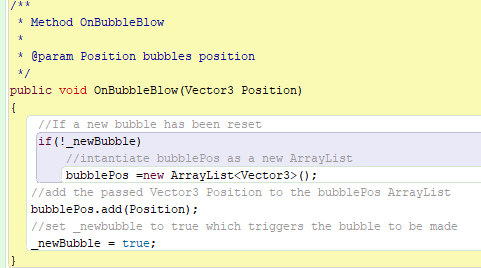 /**
 * Method OnBubbleBlow
 *
 * @param Position bubbles position
 */
public void OnBubbleBlow(Vector3 Position)
{
//If a new bubble has been reset
if(!_newBubble)
//intantiate bubblePos as a new ArrayList
bubblePos =new ArrayList<Vector3>();
//add the passed Vector3 Position to the bubblePos ArrayList
bubblePos.add(Position);
//set _newbubble to true which triggers the bubble to be made
_newBubble = true;
}